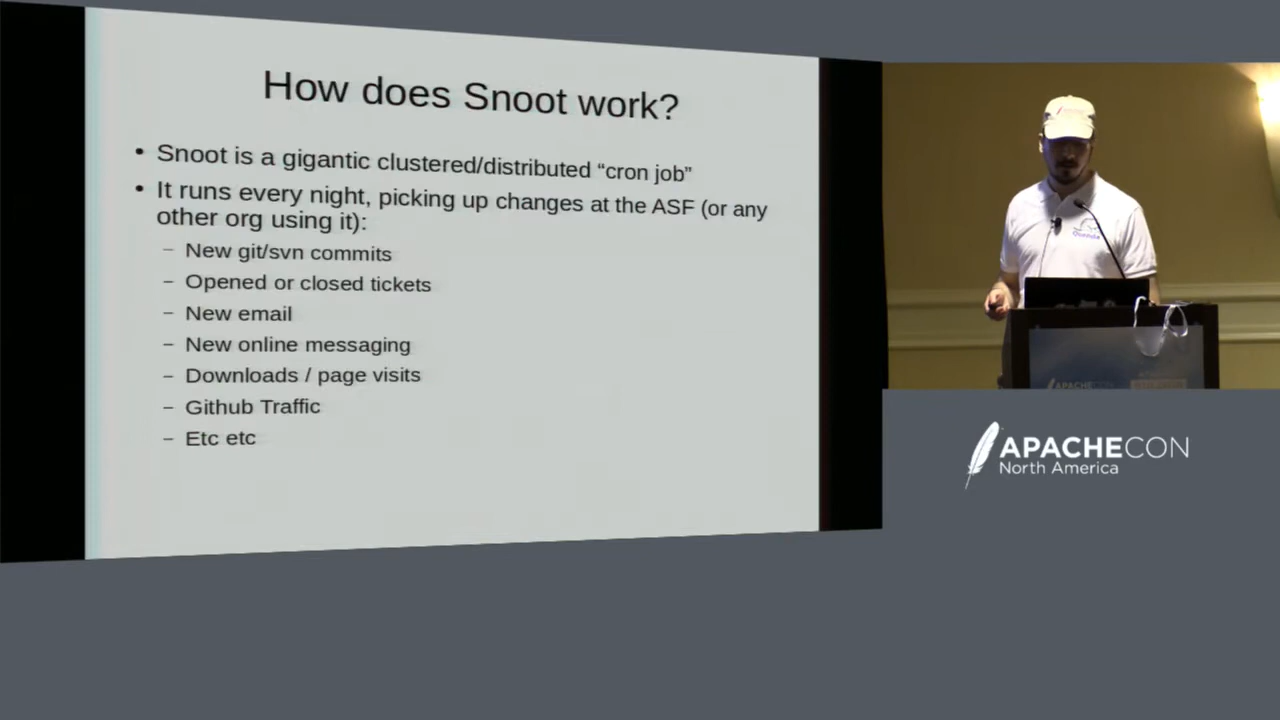 How does Snoot work?
• Snoot is a gigantic clustered/distributed “cron job”
• It runs every night, picking up changes at the ASF (or any
other org using it):
– New git/svn commits
– Opened or closed tickets
– New email
– New online messaging
– Downloads / page visits
– Github Traffic
– Etc etc
APACHECON
APACHECON
North America